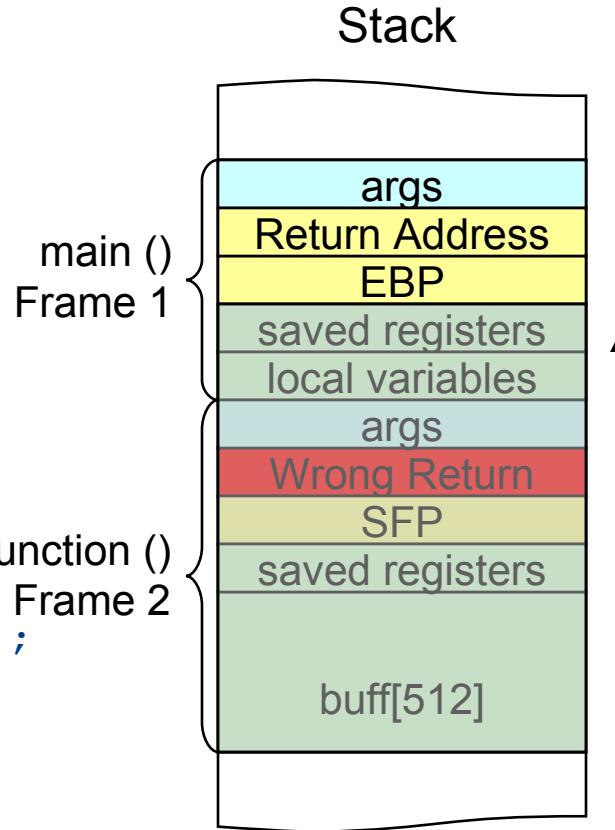 Stack
args
Return Address
EBP
main ()
Frame 1
saved registers
local variables
args
Wrong Return
SFP
unction ()
Frame 2
;
saved registers
buff[512]